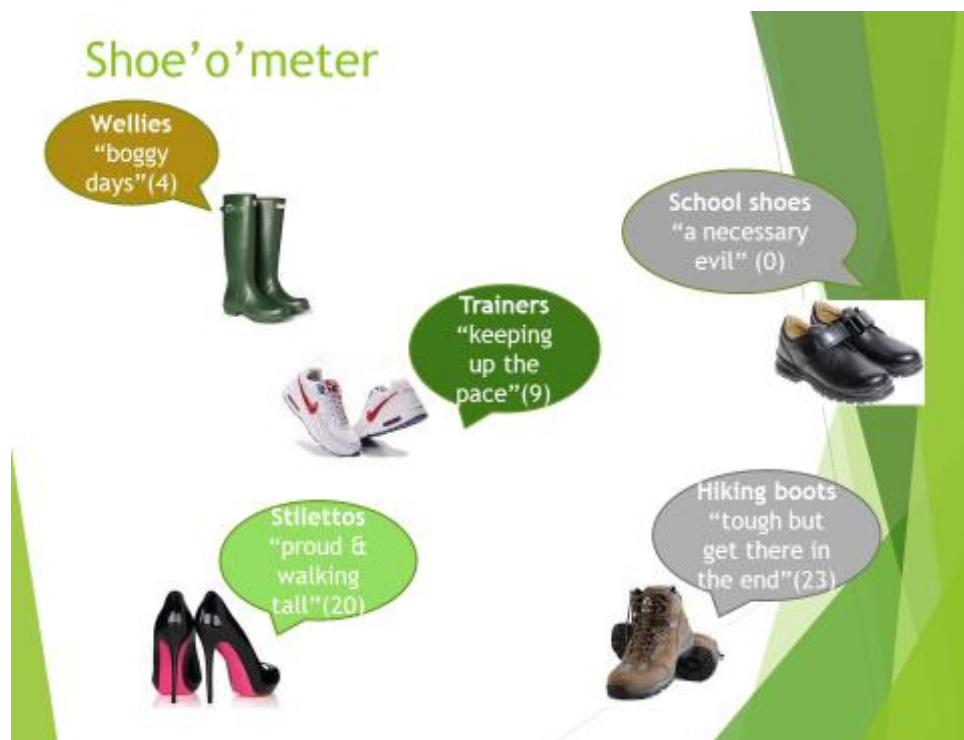 Shoe’o’meter
Wellies
“boggy
days”(4)
School shoes
“a necessary
evil” (0)
Trainers
“keeping
up the
pace”(9)
Stilettos
“proud &
walking
tall”(20)
Hiking boots
“tough but
get there in
the end”(23)